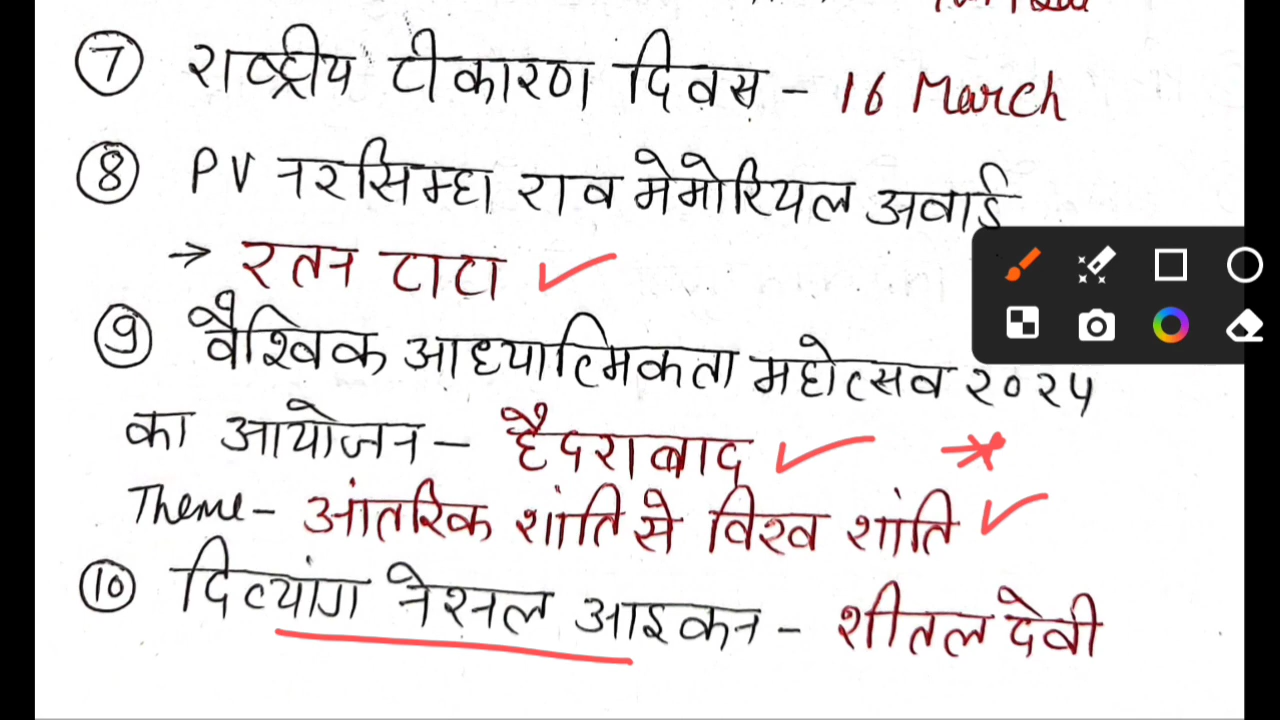 ⑦ राष्ट्रीय टीकारण दिवस - 16 March
⑧ PV नरसिम्हा राव मेमोरियल अवार्ड
→ रतन टाटा
⑨ वैश्विक आध्यात्मिकता महोत्सव २०२४
का आयोजन - हैदराबाद
Theme - आंतरिक शांति से विश्व शांति
⑩ दिव्यांग नेशनल आइकन - शीतल देवी